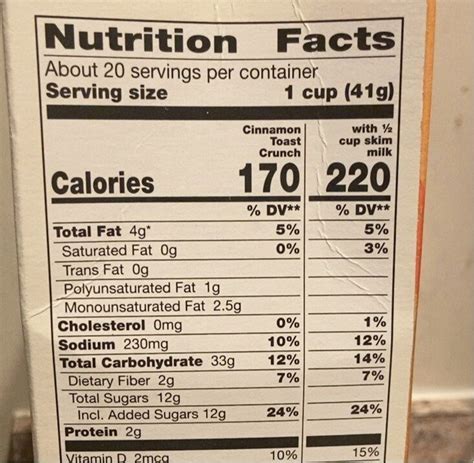 Nutrition Facts
About 20 servings per container
Serving size 1 cup (41g)
Cinnamon Toast Crunch
with ½ cup skim milk
Calories 170 220
% DV** % DV**
Total Fat 4g* 5% 5%
Saturated Fat 0g 0% 3%
Trans Fat 0g
Polyunsaturated Fat 1g
Monounsaturated Fat 2.5g
Cholesterol 0mg 0% 1%
Sodium 230mg 10% 12%
Total Carbohydrate 33g 12% 14%
Dietary Fiber 2g 7% 7%
Total Sugars 12g
Incl. Added Sugars 12g 24% 24%
Protein 2g
Vitamin D 2mcg 10% 15%